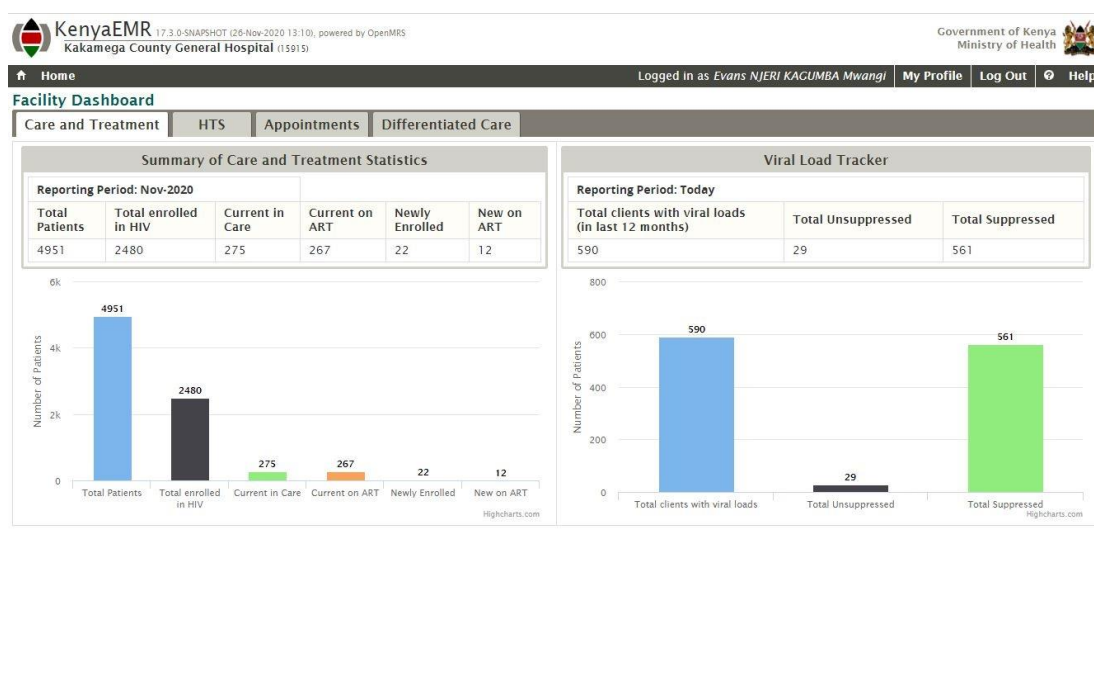 KenyaEMR 17.3.0-SNAPSHOT (26-Nov-2020 13:10), powered by OpenMRS
Kakamega County General Hospital (15915)
Government of Kenya
Ministry of Health
Home
Logged in as Evans NJERI KAGUMBA Mwangi
My Profile
Log Out
Help
Facility Dashboard
Care and Treatment
HTS
Appointments
Differentiated Care
Summary of Care and Treatment Statistics
Reporting Period: Nov-2020
Total Patients
Total enrolled in HIV
Current in Care
Current on ART
Newly Enrolled
New on ART
4951
2480
275
267
22
12
6k
4k
2k
0
Number of Patients
4951
2480
275
267
22
12
Total Patients
Total enrolled in HIV
Current in Care
Current on ART
Newly Enrolled
New on ART
Highcharts.com
Viral Load Tracker
Reporting Period: Today
Total clients with viral loads
(in last 12 months)
Total Unsuppressed
Total Suppressed
590
29
561
800
600
400
200
0
Number of Patients
590
29
561
Total clients with viral loads
Total Unsuppressed
Total Suppressed
Highcharts.com